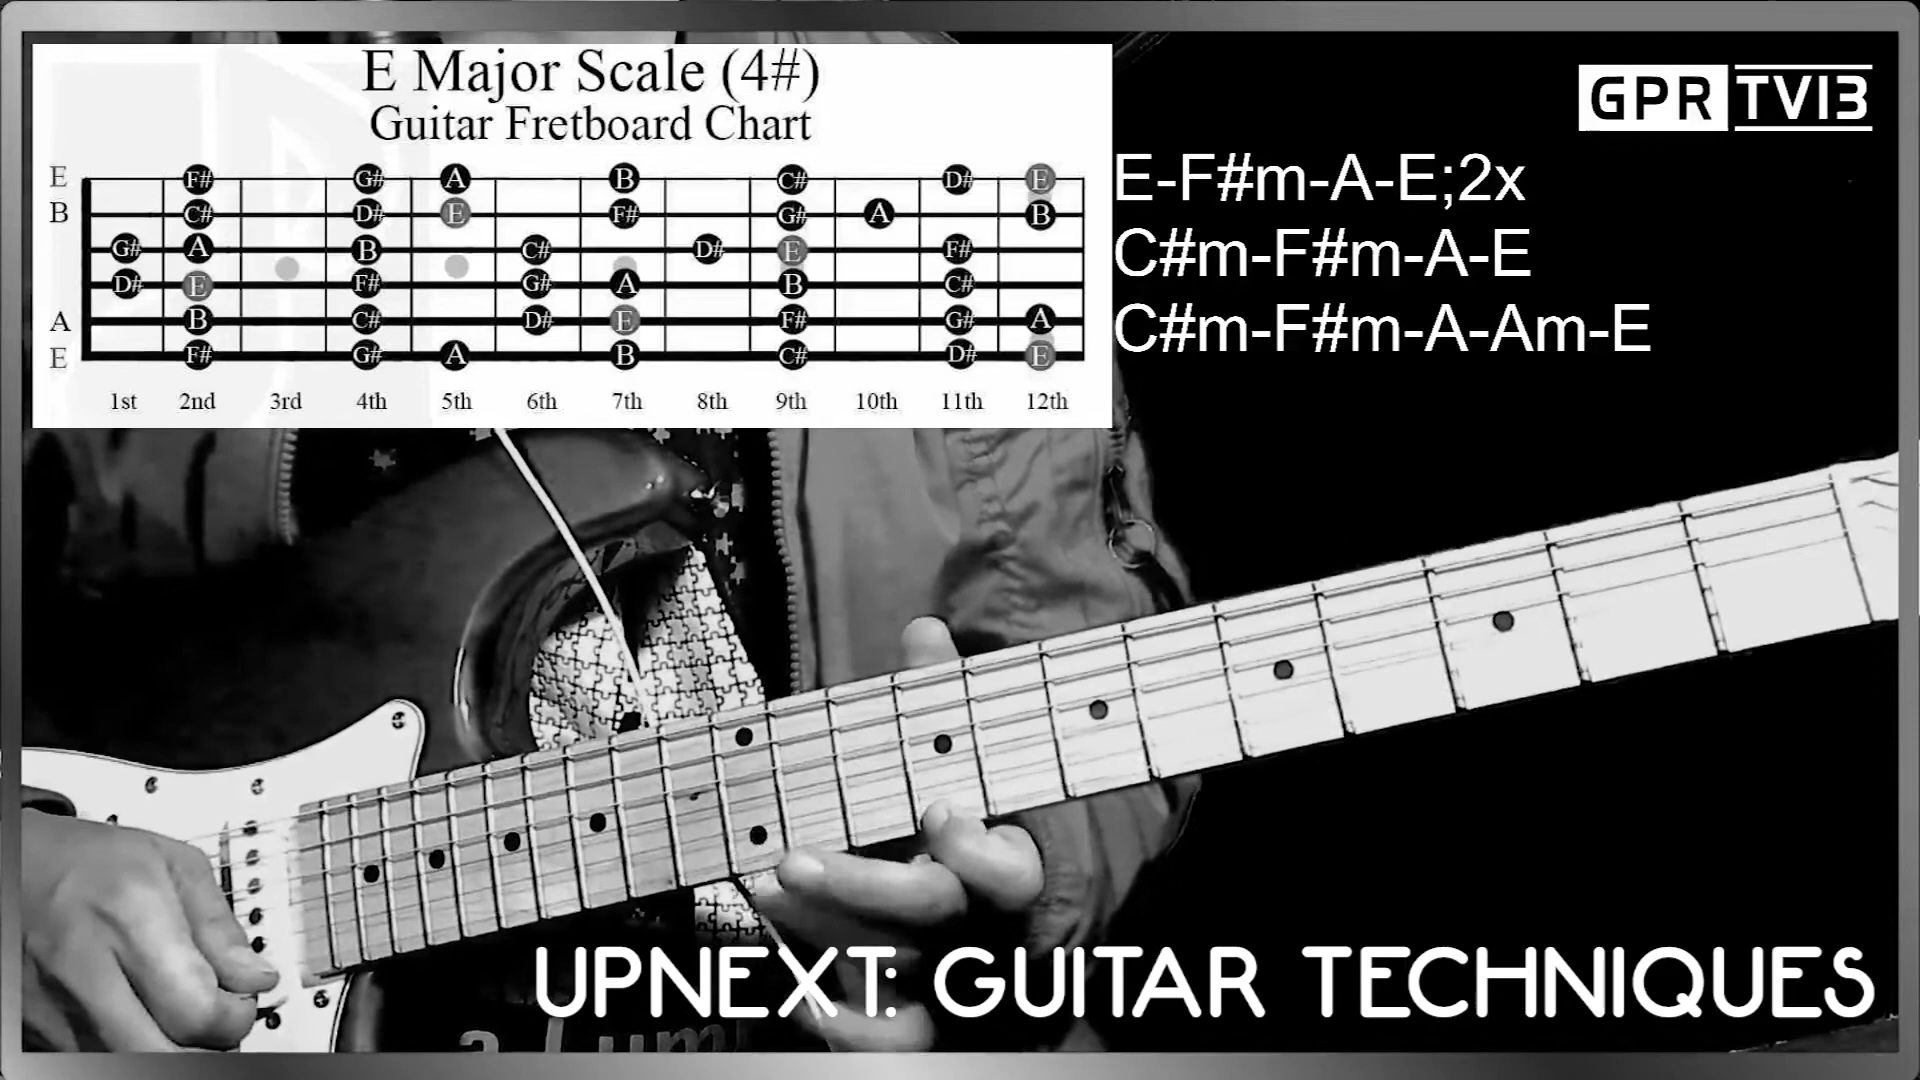 E Major Scale (4#)
Guitar Fretboard Chart
E F# G# A B C# D# E
B C# D# E F# G# A B
G# A B C# D# E F#
D# E F# G# A B C#
A B C# D# E F# G# A
E F# G# A B C# D# E
1st 2nd 3rd 4th 5th 6th 7th 8th 9th 10th 11th 12th
GPR TV13
E-F#m-A-E;2x
C#m-F#m-A-E
C#m-F#m-A-Am-E
UPNEXT: GUITAR TECHNIQUES